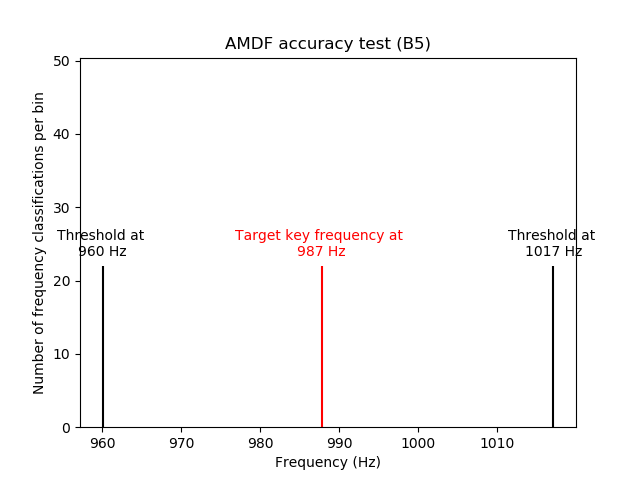 AMDF accuracy test (B5)
Number of frequency classifications per bin
50
40
30
20
10
0
Threshold at
960 Hz
Target key frequency at
987 Hz
Threshold at
1017 Hz
960 970 980 990 1000 1010
Frequency (Hz)